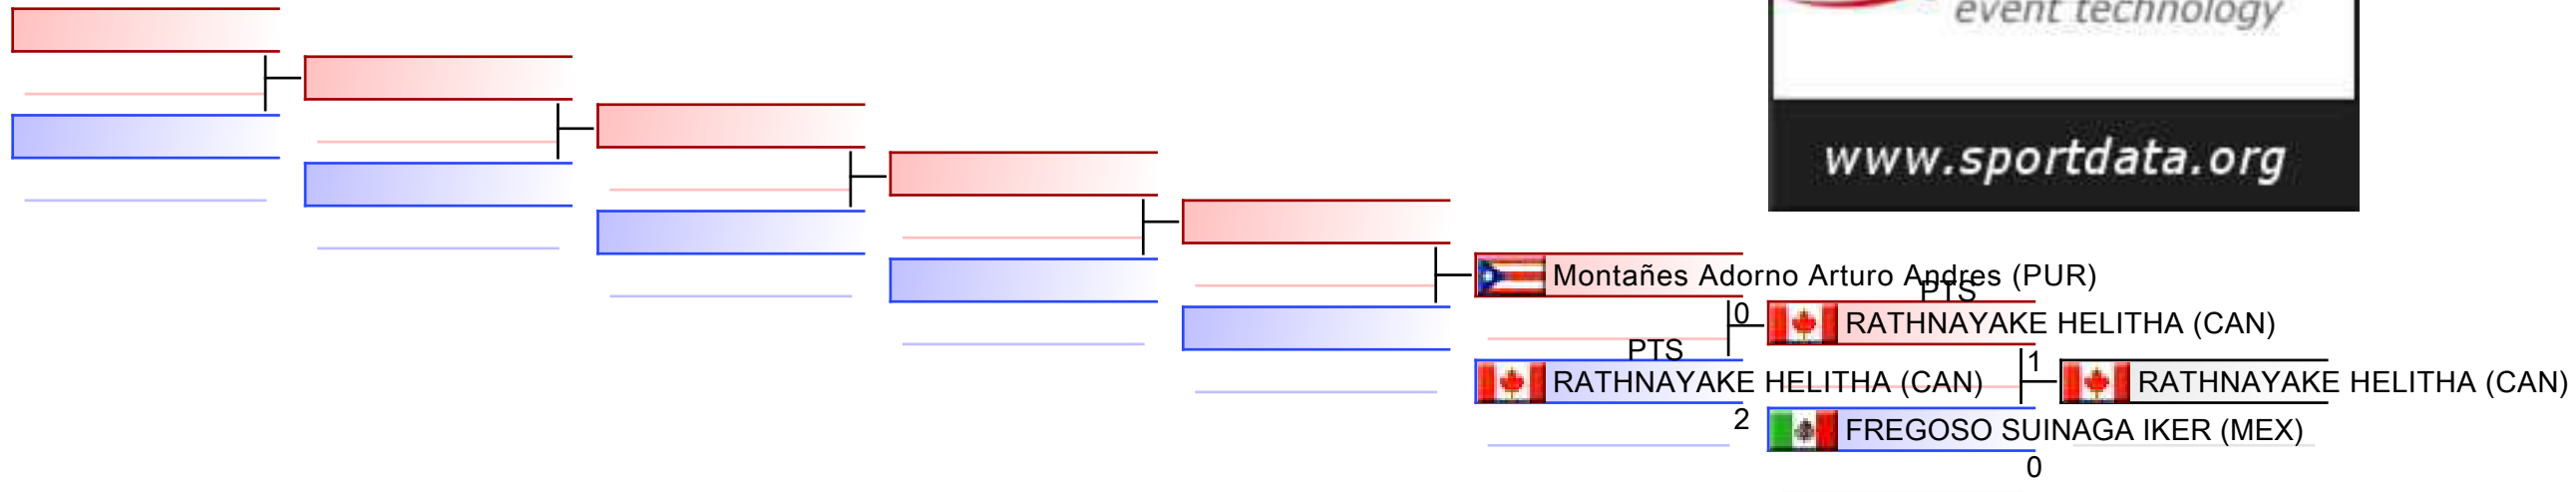 event technology
www.sportdata.org
Montañes Adorno Arturo Andres (PUR)
PTS
0
RATHNAYAKE HELITHA (CAN)
PTS
1
RATHNAYAKE HELITHA (CAN)
RATHNAYAKE HELITHA (CAN)
2
FREGOSO SUINAGA IKER (MEX)
0